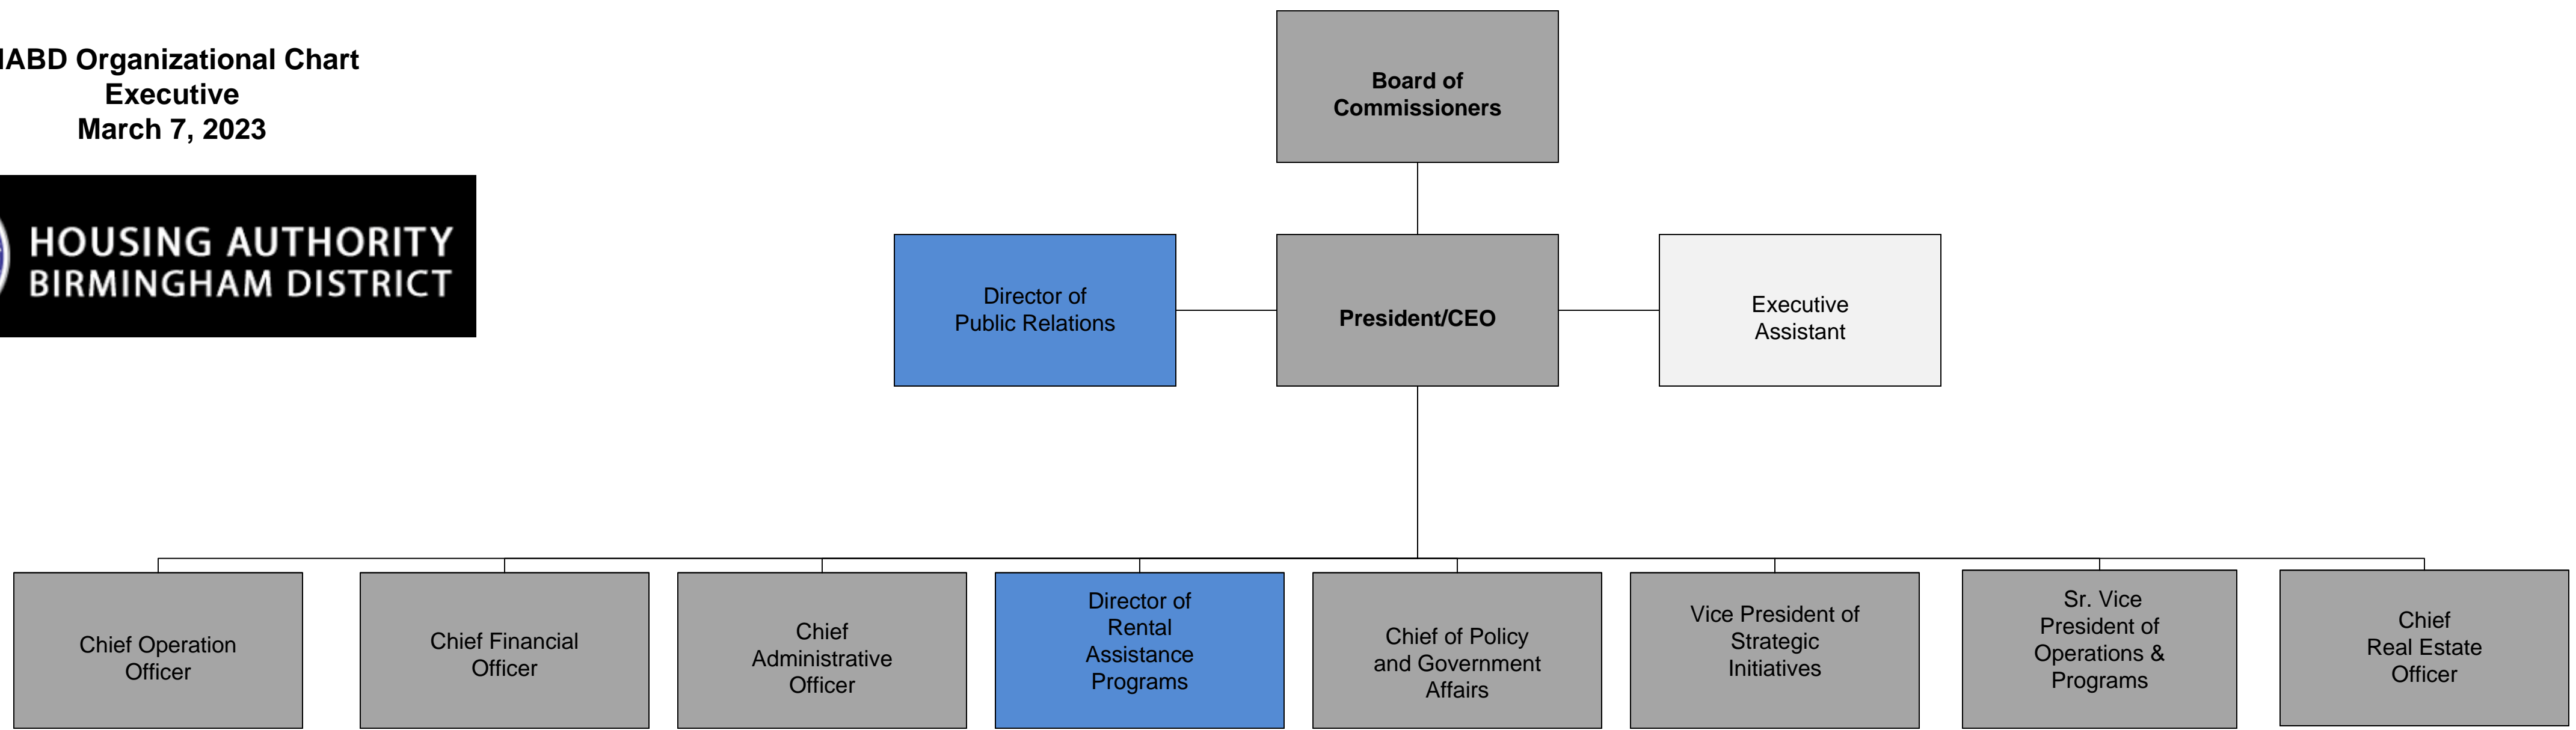 ABD Organizational Chart
Executive
March 7, 2023
HOUSING AUTHORITY
BIRMINGHAM DISTRICT
Board of
Commissioners
Director of
Public Relations
President/CEO
Executive
Assistant
Chief Operation
Officer
Chief Financial
Officer
Chief
Administrative
Officer
Director of
Rental
Assistance
Programs
Chief of Policy
and Government
Affairs
Vice President of
Strategic
Initiatives
Sr. Vice
President of
Operations &
Programs
Chief
Real Estate
Officer